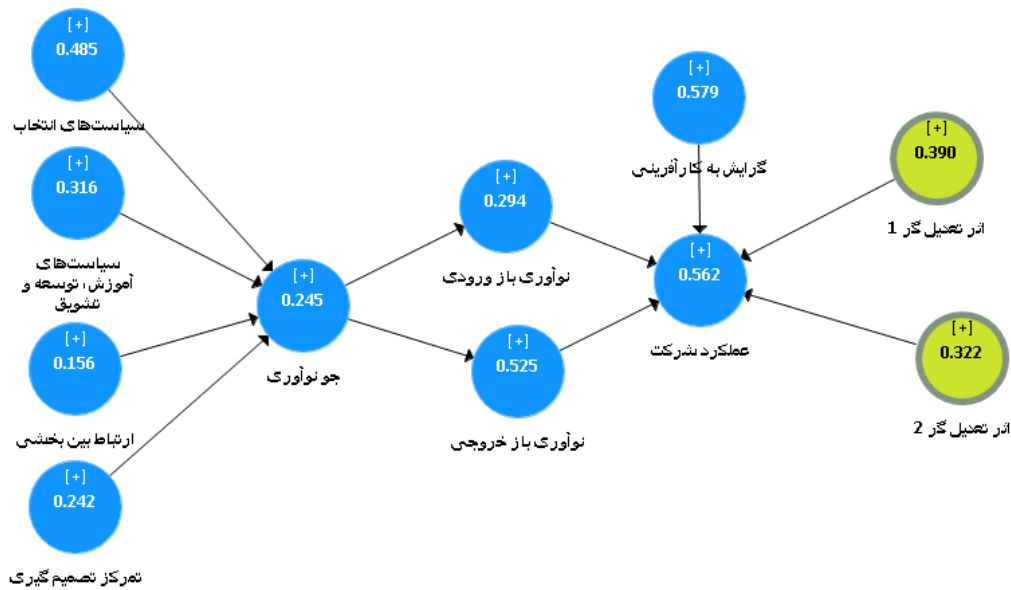 [+]
0.485
سیاست‌های انتخاب
[+]
0.316
سیاست‌های
آموزش، توسعه و
تشویق
[+]
0.156
ارتباط بین بخشی
[+]
0.242
تمرکز تصمیم گیری
[+]
0.245
جو نوآوری
[+]
0.294
نوآوری باز ورودی
[+]
0.525
نوآوری باز خروجی
[+]
0.579
گرایش به کارآفرینی
[+]
0.562
عملکرد شرکت
[+]
0.390
اثر تعدیل گر 1
[+]
0.322
اثر تعدیل گر 2